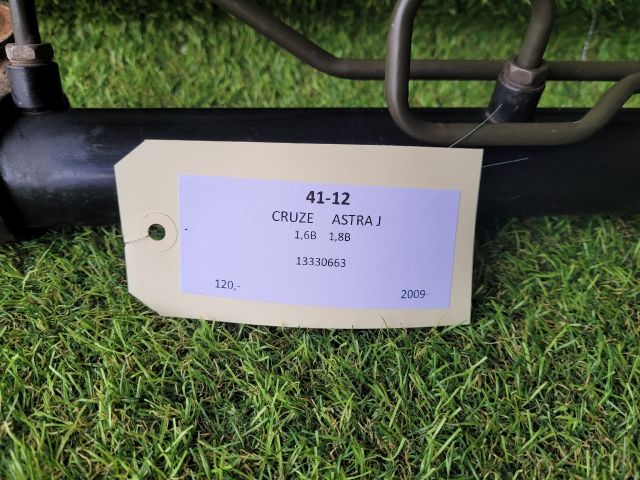 41-12
CRUZE ASTRA J
1,6B 1,8B
13330663
120,- 2009-